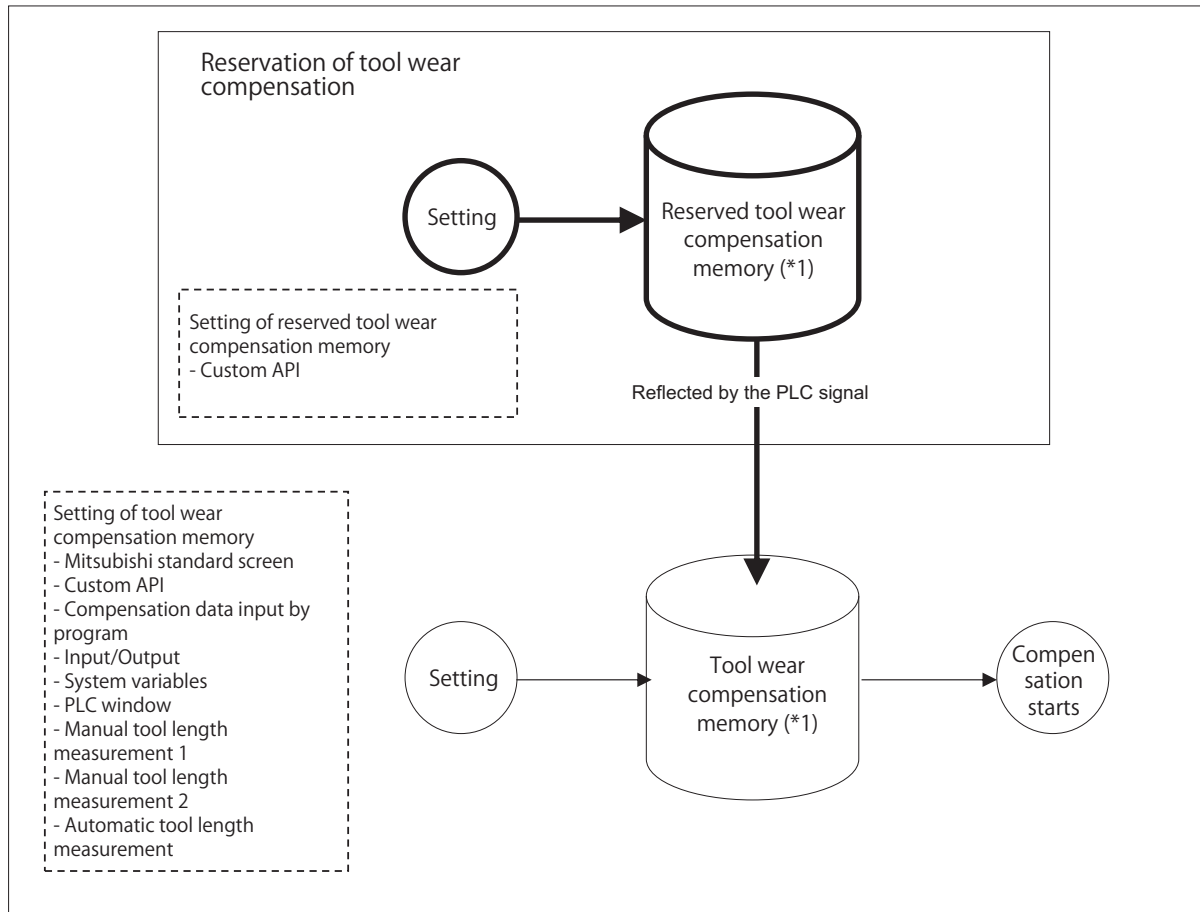 Reservation of tool wear
compensation
Setting
Reserved tool wear
compensation
memory (*1)
Setting of reserved tool wear
compensation memory
- Custom API
Reflected by the PLC signal
Setting of tool wear
compensation memory
- Mitsubishi standard screen
- Custom API
- Compensation data input by
program
- Input/Output
- System variables
- PLC window
- Manual tool length
measurement 1
- Manual tool length
measurement 2
- Automatic tool length
measurement
Setting
Tool wear
compensation
memory (*1)
Compen
sation
starts